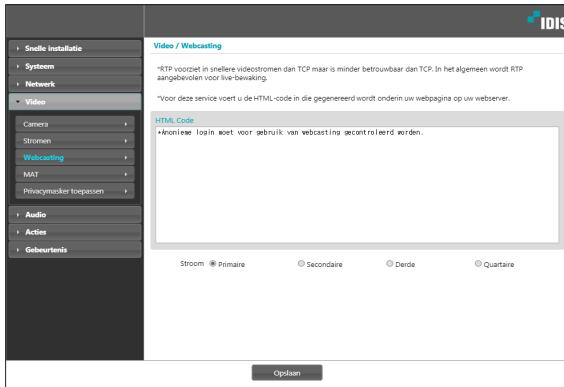 IDIS
Snelle installatie
Systeem
Netwerk
Video
Camera
Stromen
Webcasting
MAT
Privacymasker toepassen
Audio
Acties
Gebeurtenis
Video / Webcasting
*RTP voorziet in snellere videostromen dan TCP maar is minder betrouwbaar dan TCP. In het algemeen wordt RTP
aangebevolen voor live-bewaking.
*Voor deze service voert u de HTML-code in die gegenereerd wordt onderin uw webpagina op uw webserver.
HTML Code
*Anonieme login moet voor gebruik van webcasting gecontroleerd worden.
Stroom Primaire Secondaire Derde Quartaire
Opslaan